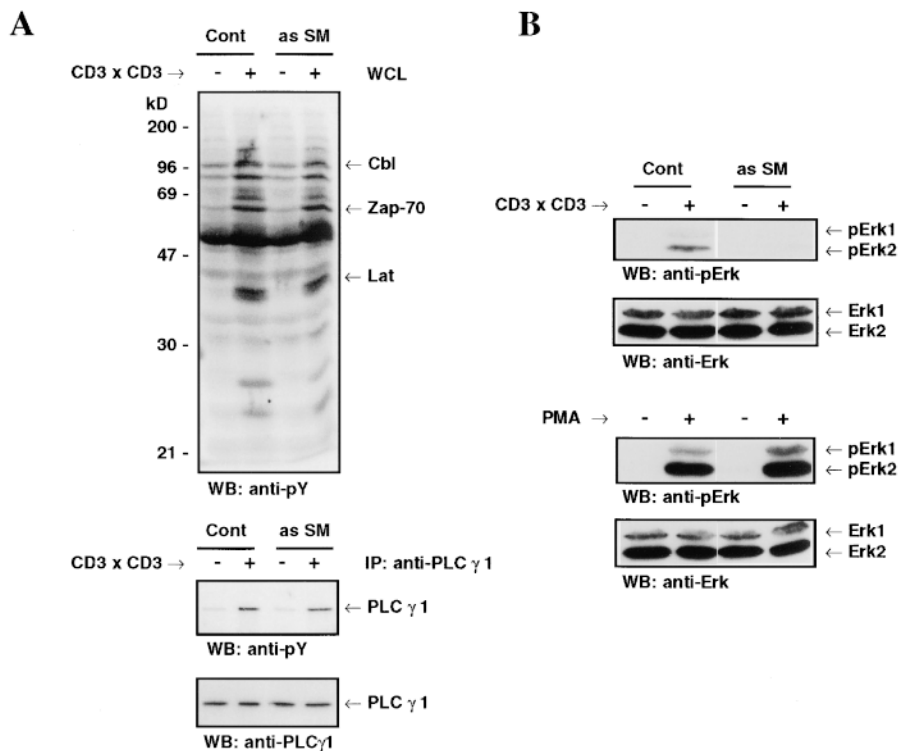 A
Cont as SM
CD3 x CD3 → - + - + WCL
kD
200 -
96 -
69 -
47 -
30 -
21 -
← Cbl
← Zap-70
← Lat
WB: anti-pY
Cont as SM
CD3 x CD3 → - + - + IP: anti-PLC γ 1
← PLC γ 1
WB: anti-pY
← PLC γ 1
WB: anti-PLCγ1
B
Cont as SM
CD3 x CD3 → - + - +
← pErk1
← pErk2
WB: anti-pErk
← Erk1
← Erk2
WB: anti-Erk
PMA → - + - +
← pErk1
← pErk2
WB: anti-pErk
← Erk1
← Erk2
WB: anti-Erk